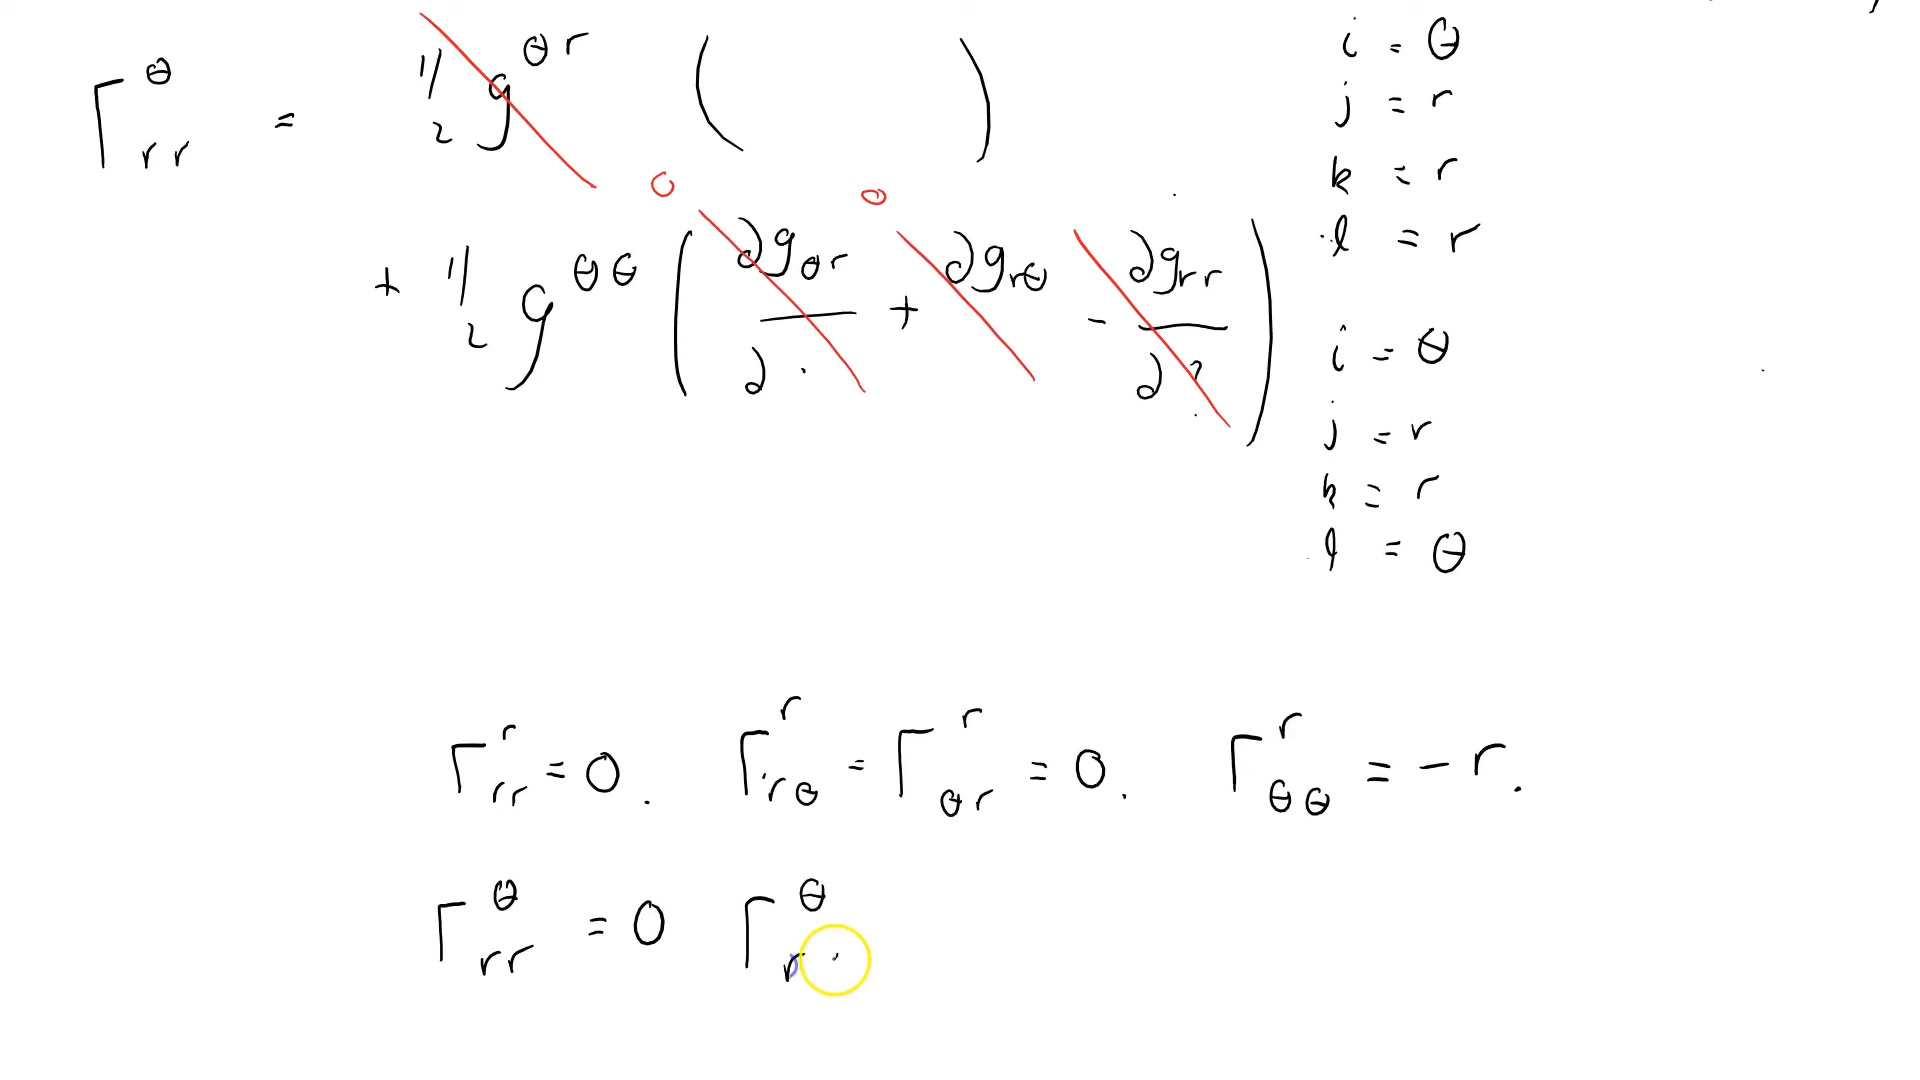 Γ^θ_rr = 1/2 g^θr ( )
0 0
+ 1/2 g^θθ ( ∂g_θr / ∂. + ∂g_rθ - ∂g_rr / ∂? )
i = θ
j = r
k = r
l = r
i = θ
j = r
k = r
l = θ
Γ^r_rr = 0. Γ^r_rθ = Γ^r_θr = 0. Γ^r_θθ = -r.
Γ^θ_rr = 0 Γ^θ_r